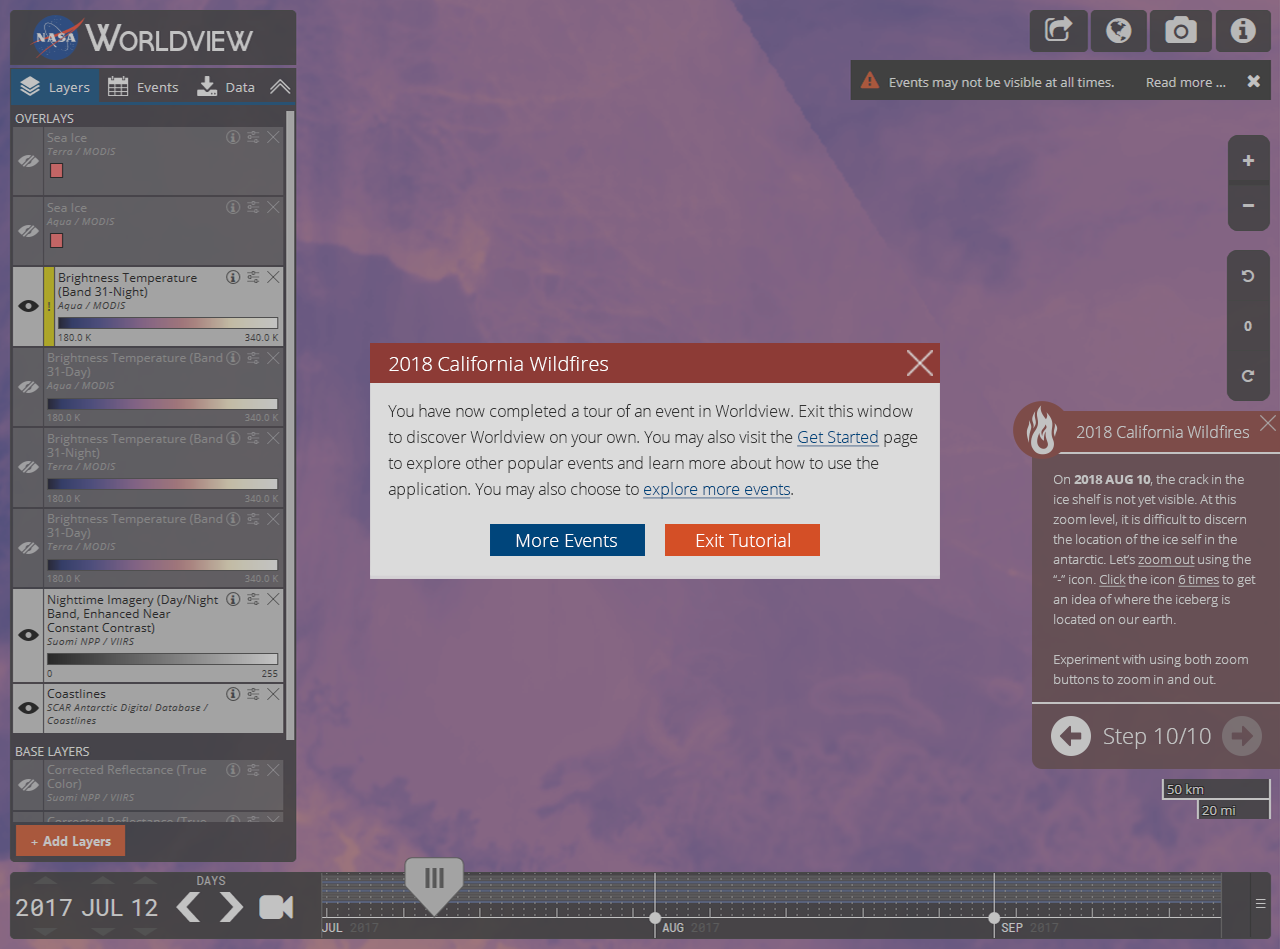 NASA WORLDVIEW
Layers Events Data
Events may not be visible at all times. Read more ...
OVERLAYS
Sea Ice
Terra / MODIS
Sea Ice
Aqua / MODIS
!
Brightness Temperature
(Band 31-Night)
Aqua / MODIS
180.0 K 340.0 K
Brightness Temperature (Band
31-Day)
Aqua / MODIS
180.0 K 340.0 K
Brightness Temperature (Band
31-Night)
Terra / MODIS
180.0 K 340.0 K
Brightness Temperature (Band
31-Day)
Terra / MODIS
180.0 K 340.0 K
Nighttime Imagery (Day/Night
Band, Enhanced Near
Constant Contrast)
Suomi NPP / VIIRS
0 255
Coastlines
SCAR Antarctic Digital Database /
Coastlines
BASE LAYERS
Corrected Reflectance (True
Color)
Suomi NPP / VIIRS
Corrected Reflectance (True
+ Add Layers
2018 California Wildfires
You have now completed a tour of an event in Worldview. Exit this window
to discover Worldview on your own. You may also visit the Get Started page
to explore other popular events and learn more about how to use the
application. You may also choose to explore more events.
More Events Exit Tutorial
+
−
0
2018 California Wildfires
On 2018 AUG 10, the crack in the
ice shelf is not yet visible. At this
zoom level, it is difficult to discern
the location of the ice self in the
antarctic. Let's zoom out using the
“-” icon. Click the icon 6 times to get
an idea of where the iceberg is
located on our earth.
Experiment with using both zoom
buttons to zoom in and out.
Step 10/10
50 km
20 mi
DAYS
2017 JUL 12
JUL 2017 AUG 2017 SEP 2017